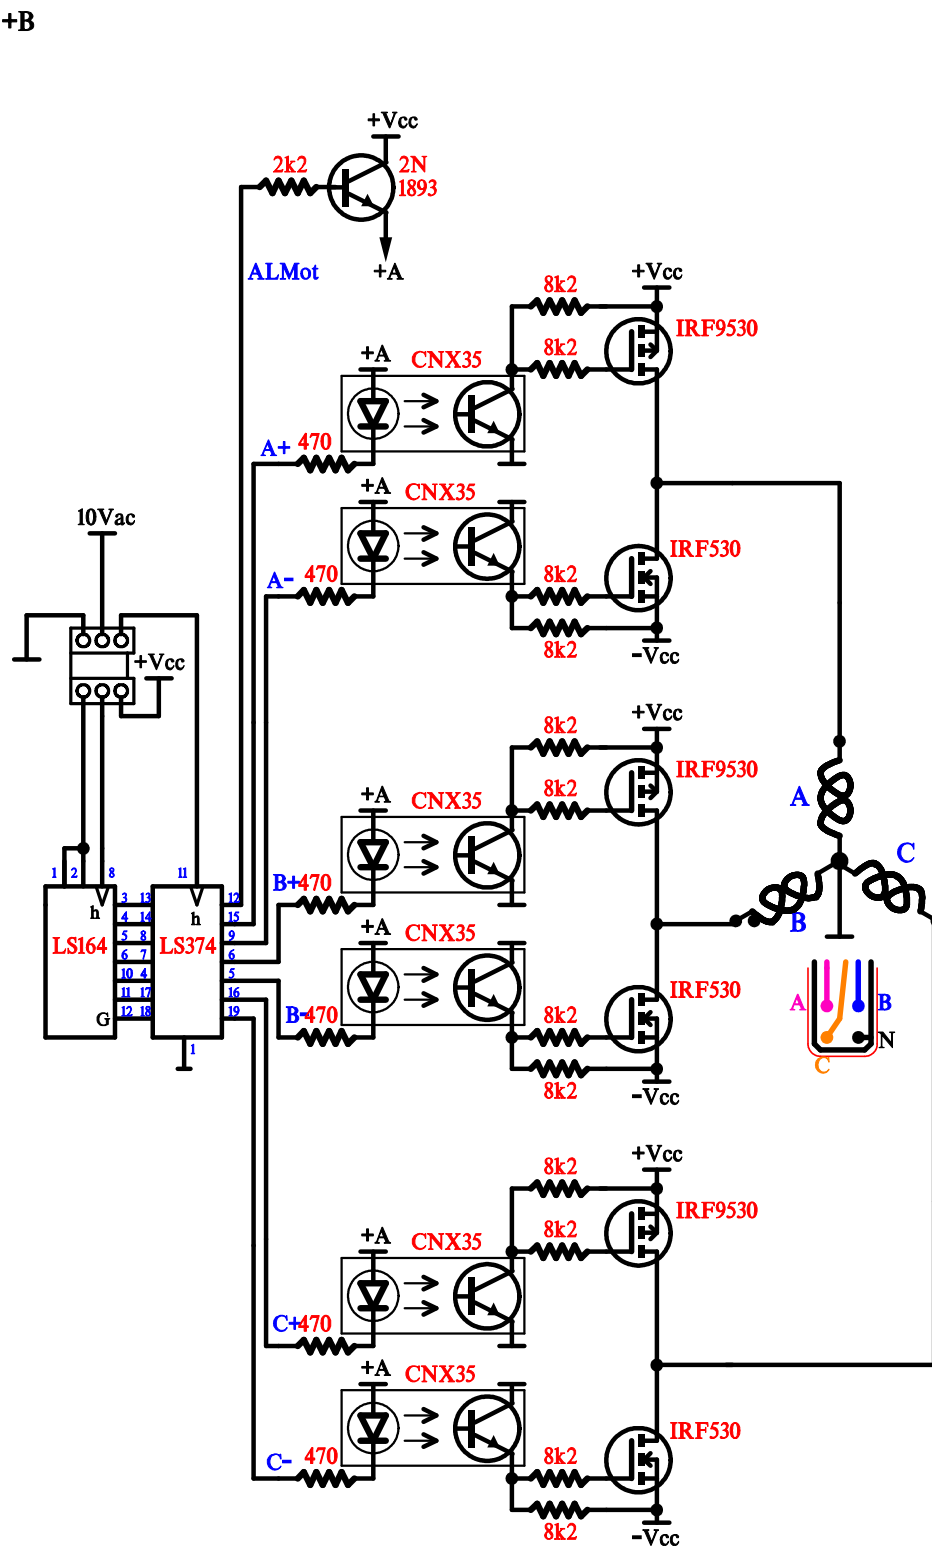 +B
+Vcc
2k2
2N
1893
ALMot
+A
+Vcc
8k2
IRF9530
8k2
+A
CNX35
A+ 470
+A
CNX35
10Vac
IRF530
A- 470
8k2
8k2
-Vcc
+Vcc
+Vcc
8k2
IRF9530
8k2
+A
CNX35
A
C
1 2 8
11
B+ 470
h
h
3 13
12
4 14
15
5 8
9
6 7
6
10 4
5
11 17
16
12 18
19
LS164
LS374
G
1
B
+A
CNX35
IRF530
B- 470
8k2
8k2
-Vcc
A
B
N
C
+Vcc
8k2
IRF9530
8k2
+A
CNX35
C+ 470
+A
CNX35
IRF530
C- 470
8k2
8k2
-Vcc